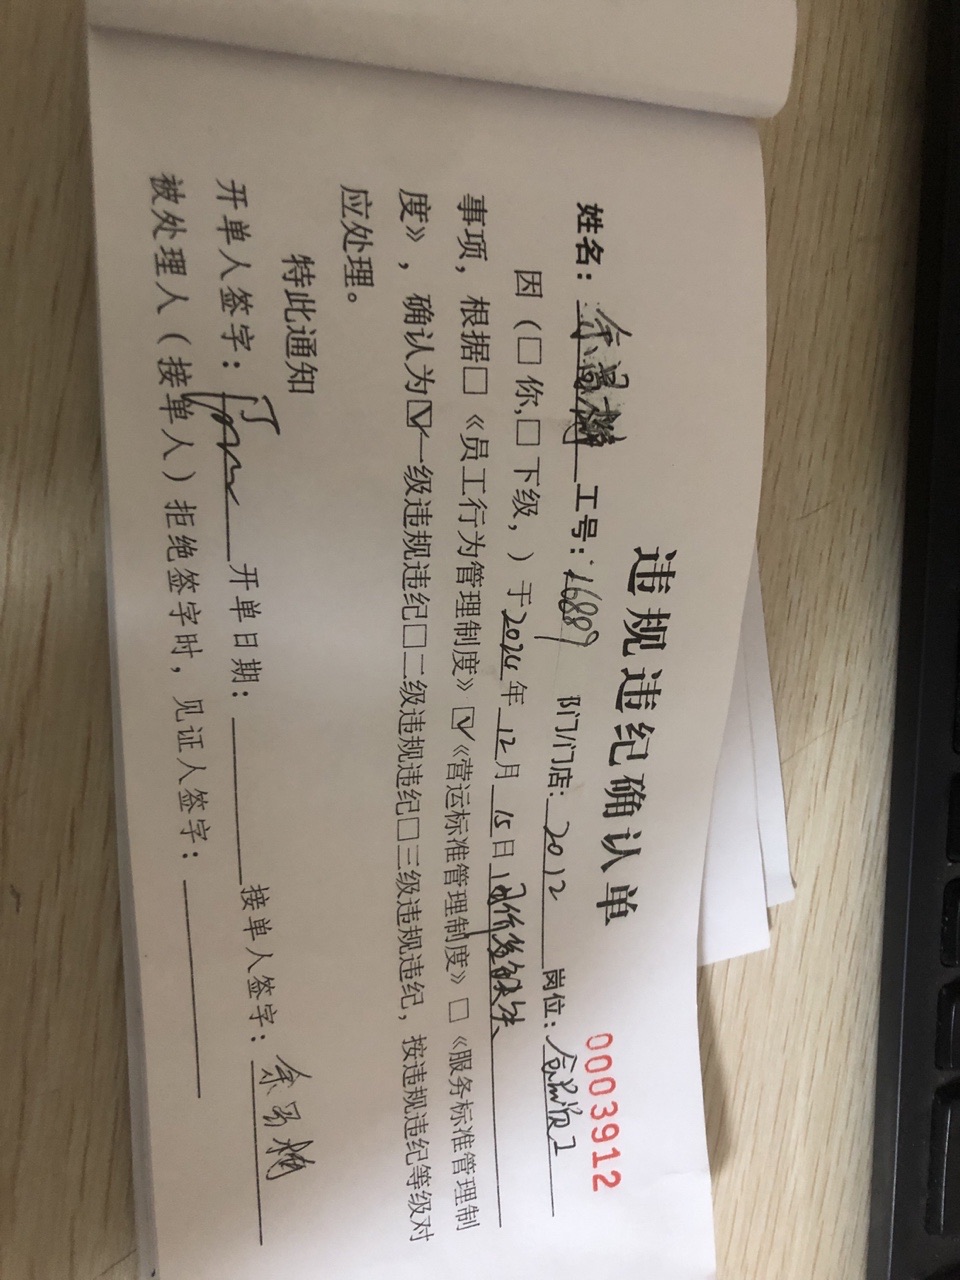 违规违纪确认单
0003912
姓名： 工号：16889 部门/门店：2012 岗位：
因（□你，□下级，）于2024年12月15日
事项，根据□《员工行为管理制度》☑《营运标准管理制度》□《服务标准管理制
度》，确认为☑一级违规违纪□二级违规违纪□三级违规违纪，按违规违纪等级对
应处理。
特此通知
开单人签字： 开单日期： 接单人签字：
被处理人（接单人）拒绝签字时，见证人签字：